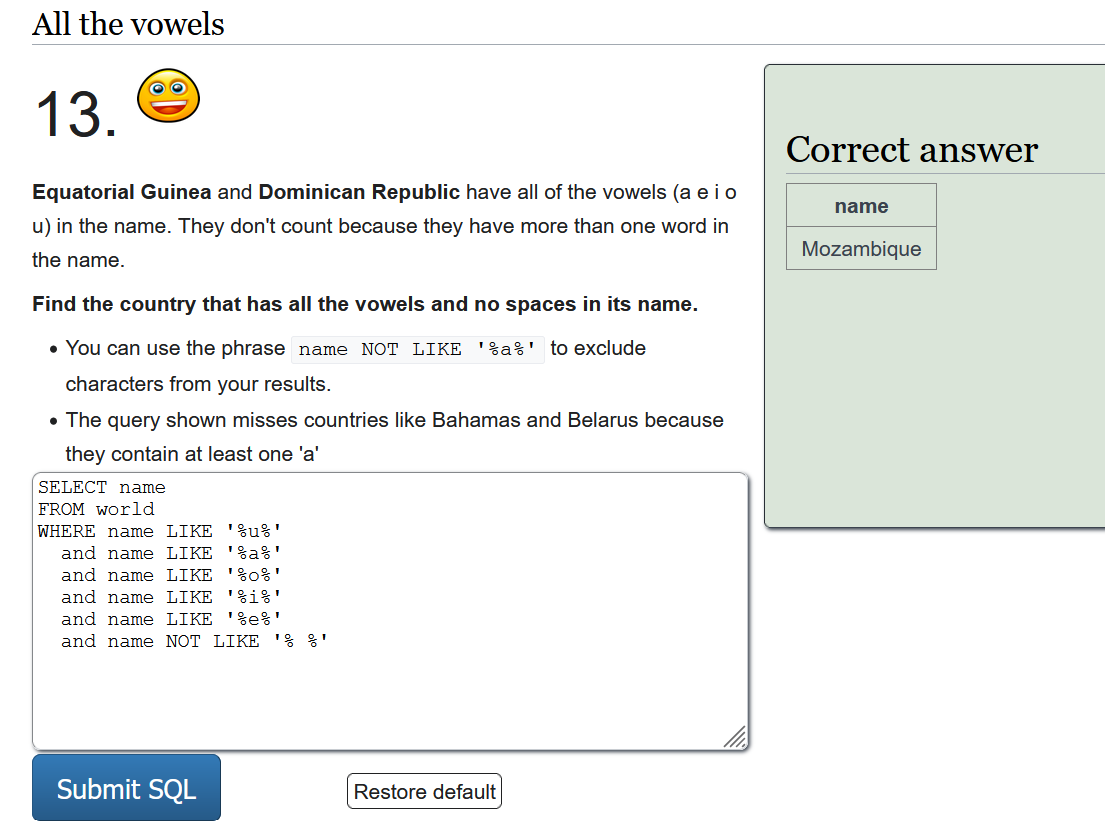 All the vowels
13.
Equatorial Guinea and Dominican Republic have all of the vowels (a e i o
u) in the name. They don't count because they have more than one word in
the name.
Find the country that has all the vowels and no spaces in its name.
• You can use the phrase name NOT LIKE '%a%' to exclude
characters from your results.
• The query shown misses countries like Bahamas and Belarus because
they contain at least one 'a'
SELECT name
FROM world
WHERE name LIKE '%u%'
  and name LIKE '%a%'
  and name LIKE '%o%'
  and name LIKE '%i%'
  and name LIKE '%e%'
  and name NOT LIKE '% %'
Submit SQL
Restore default
Correct answer
name
Mozambique